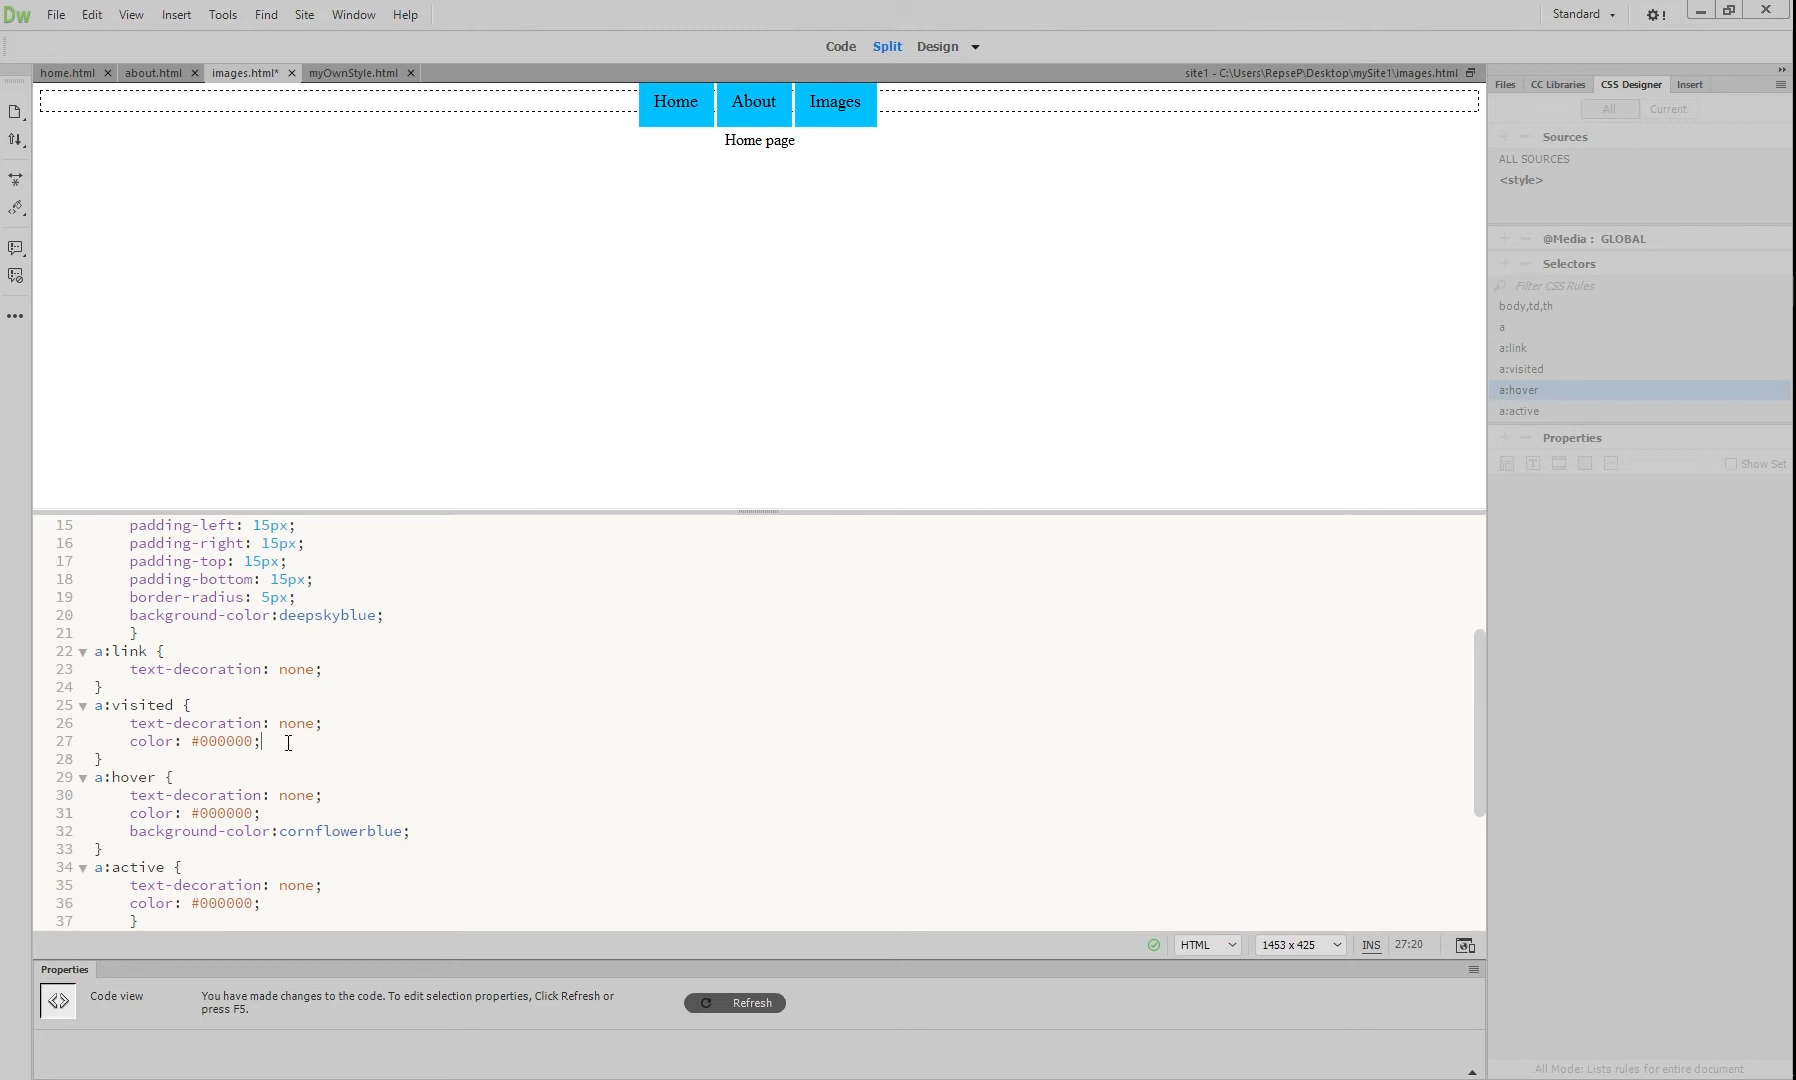 Dw File Edit View Insert Tools Find Site Window Help Standard
Code Split Design
home.html about.html images.html* myOwnStyle.html site1 - C:\Users\RepseP\Desktop\mySite1\images.html
Home About Images
Home page
Files CC Libraries CSS Designer Insert
All Current
+ - Sources
ALL SOURCES
<style>
+ - @Media : GLOBAL
+ - Selectors
Filter CSS Rules
body,td,th
a
a:link
a:visited
a:hover
a:active
+ - Properties
Show Set
15 padding-left: 15px;
16 padding-right: 15px;
17 padding-top: 15px;
18 padding-bottom: 15px;
19 border-radius: 5px;
20 background-color:deepskyblue;
21 }
22 a:link {
23 text-decoration: none;
24 }
25 a:visited {
26 text-decoration: none;
27 color: #000000;
28 }
29 a:hover {
30 text-decoration: none;
31 color: #000000;
32 background-color:cornflowerblue;
33 }
34 a:active {
35 text-decoration: none;
36 color: #000000;
37 }
HTML 1453 x 425 INS 27:20
Properties
Code view You have made changes to the code. To edit selection properties, Click Refresh or
press F5.
Refresh
All Mode: Lists rules for entire document